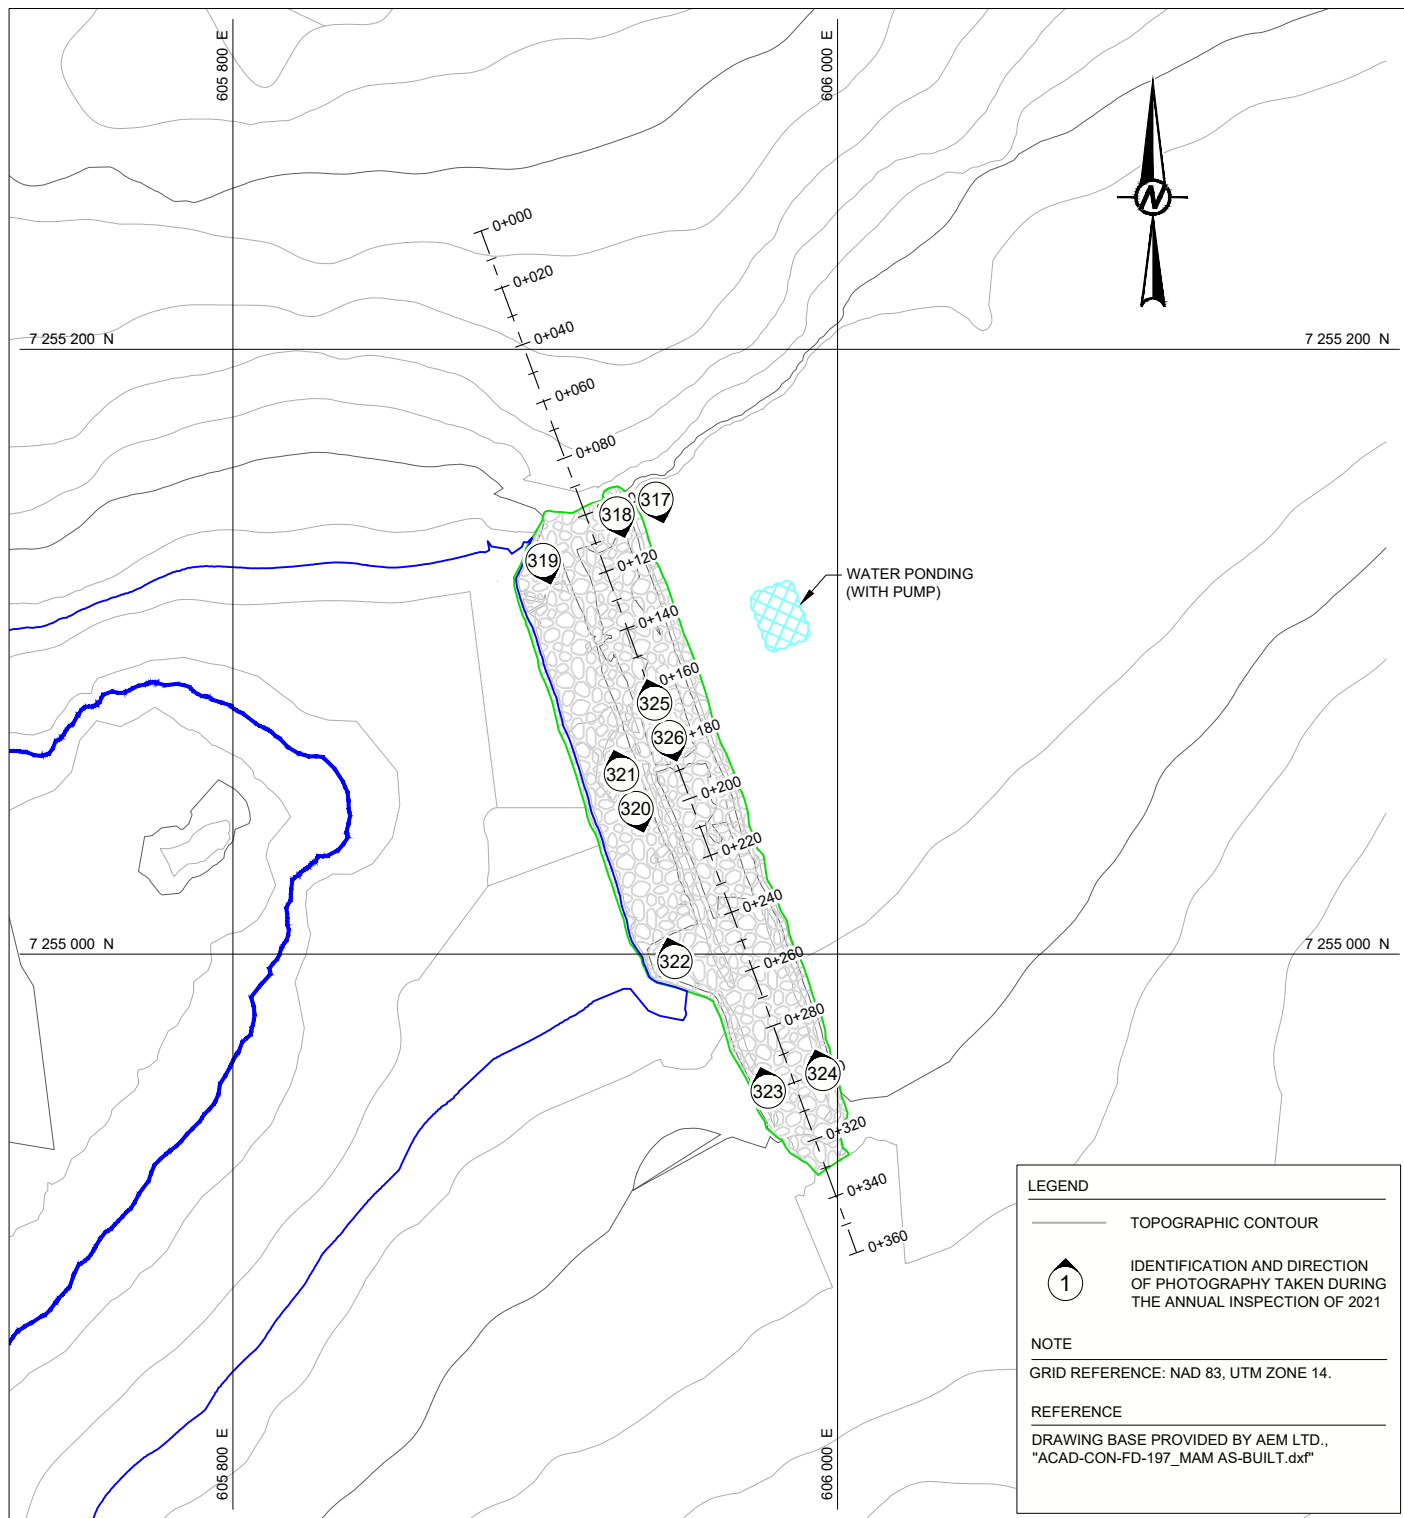 605 800 E
606 000 E
N
0+000
0+020
0+040
7 255 200 N
7 255 200 N
0+060
0+080
317
318
319
0+120
WATER PONDING
(WITH PUMP)
0+140
0+160
325
326
+180
321
0+200
320
0+220
0+240
7 255 000 N
7 255 000 N
322
0+260
0+280
324
323
0+320
0+340
0+360
LEGEND
TOPOGRAPHIC CONTOUR
1
IDENTIFICATION AND DIRECTION
OF PHOTOGRAPHY TAKEN DURING
THE ANNUAL INSPECTION OF 2021
NOTE
GRID REFERENCE: NAD 83, UTM ZONE 14.
REFERENCE
DRAWING BASE PROVIDED BY AEM LTD.,
"ACAD-CON-FD-197_MAM AS-BUILT.dxf"
605 800 E
606 000 E